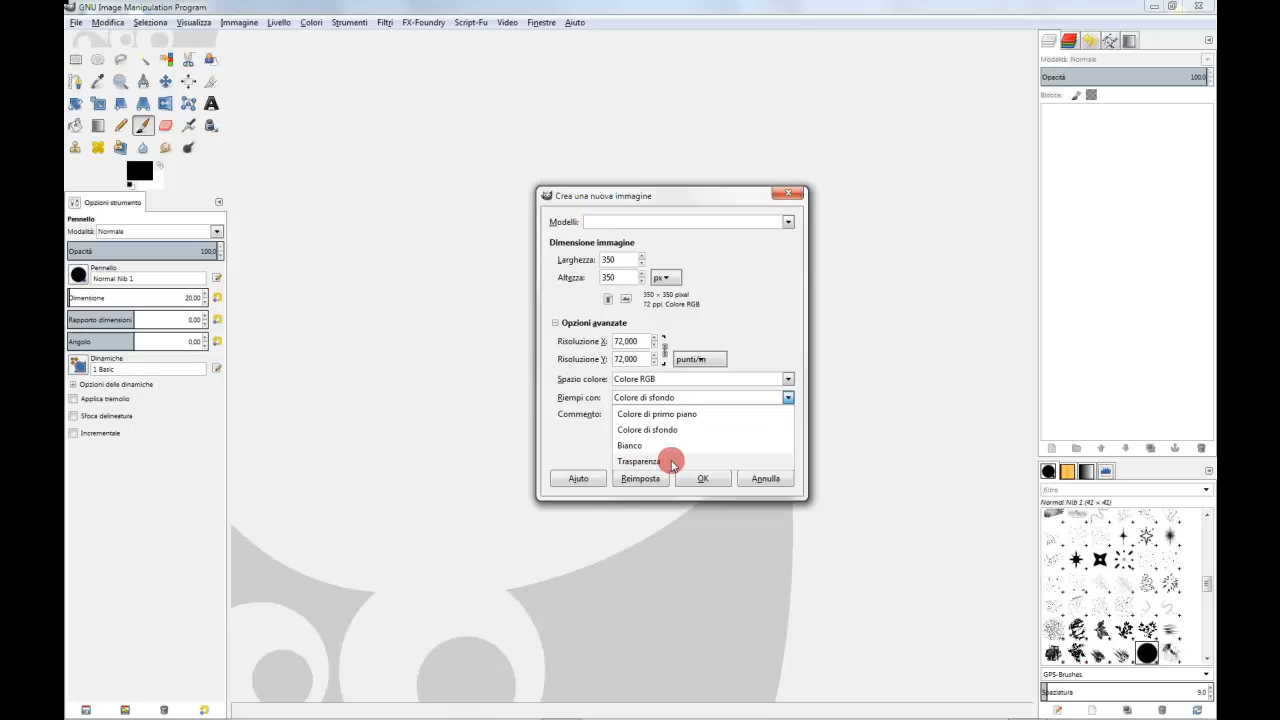 GNU Image Manipulation Program
File Modifica Seleziona Visualizza Immagine Livello Colori Strumenti Filtri FX-Foundry Script-Fu Video Finestre Aiuto
Opzioni strumento
Pennello
Modalità: Normale
Opacità 100,0
Pennello
Normal Nib 1
Dimensione 20,00
Rapporto dimensioni 0,00
Angolo 0,00
Dinamiche
1 Basic
Opzioni delle dinamiche
Applica tremolio
Sfoca delineatura
Incrementale
Crea una nuova immagine
Modelli:
Dimensione immagine
Larghezza: 350
Altezza: 350 px
350 × 350 pixel
72 ppi, Colore RGB
Opzioni avanzate
Risoluzione X: 72,000
Risoluzione Y: 72,000 punti/in
Spazio colore: Colore RGB
Riempi con: Colore di sfondo
Commento:
Colore di primo piano
Colore di sfondo
Bianco
Trasparenza
Aiuto Reimposta OK Annulla
Modalità: Normale
Opacità 100,0
Blocca:
filtro
Normal Nib 1 (41 × 41)
GPS-Brushes,
Spaziatura 9,0